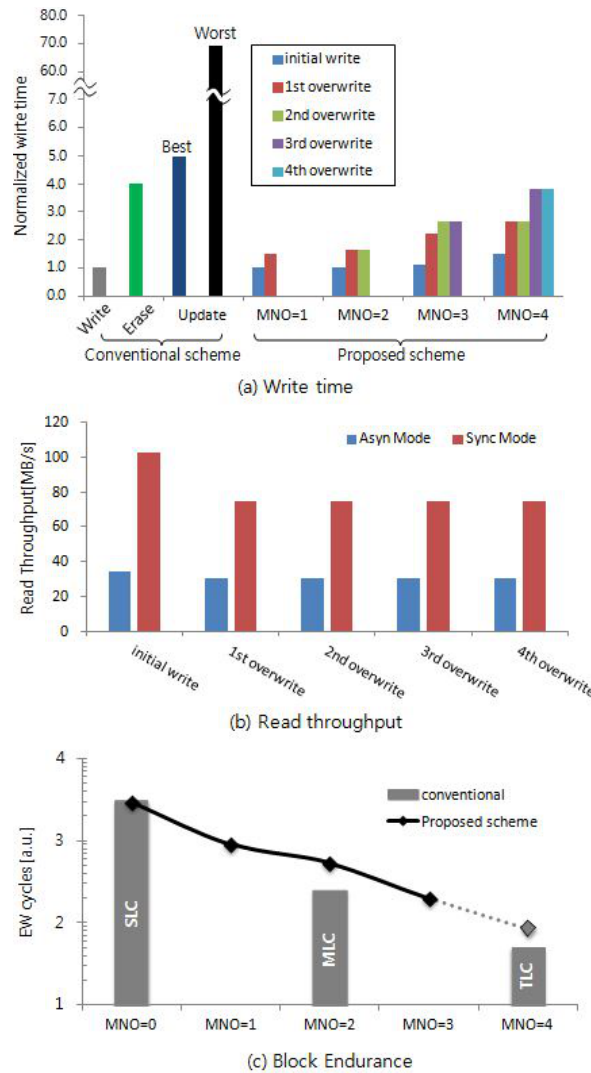 Worst
80.0
70.0
60.0
7.0
6.0
5.0
4.0
3.0
2.0
1.0
0.0
Normalized wirte time
Best
initial write
1st overwrite
2nd overwrite
3rd overwrite
4th overwrite
Write
Erase
Update
MNO=1
MNO=2
MNO=3
MNO=4
Conventional scheme
Proposed scheme
(a) Write time
120
100
80
60
40
20
0
Read Throughput[MB/s]
Asyn Mode
Sync Mode
initial write
1st overwrite
2nd overwrite
3rd overwrite
4th overwrite
(b) Read throughput
4
3
2
1
EW cycles [a.u.]
conventional
Proposed scheme
SLC
MLC
TLC
MNO=0
MNO=1
MNO=2
MNO=3
MNO=4
(c) Block Endurance